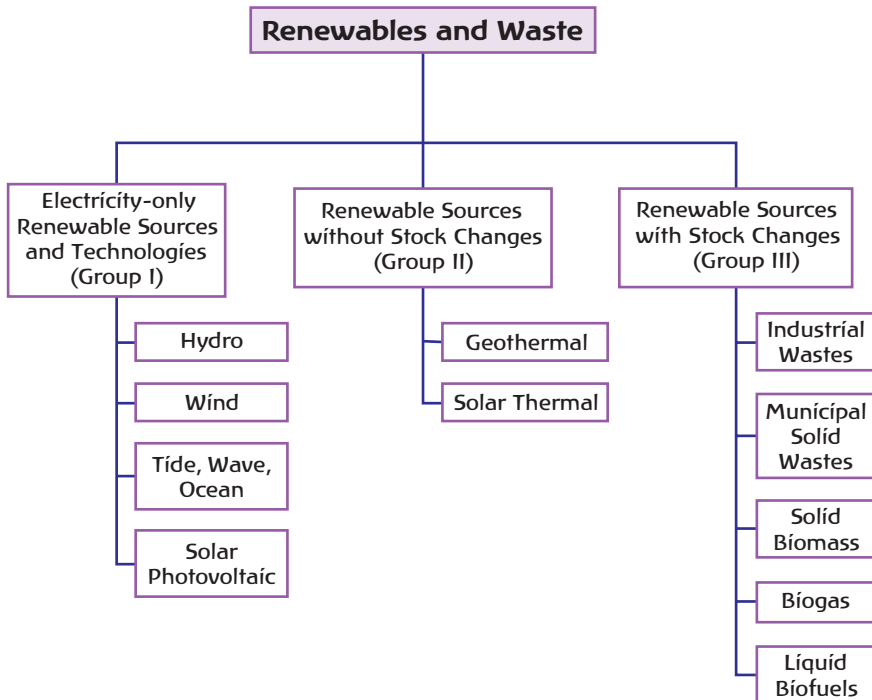 Renewables and Waste
Electricity-only
Renewable Sources
and Technologies
(Group I)
Hydro
Wind
Tide, Wave,
Ocean
Solar
Photovoltaic
Renewable Sources
without Stock Changes
(Group II)
Geothermal
Solar Thermal
Renewable Sources
with Stock Changes
(Group III)
Industrial
Wastes
Municipal
Solid
Wastes
Solid
Biomass
Biogas
Liquid
Biofuels